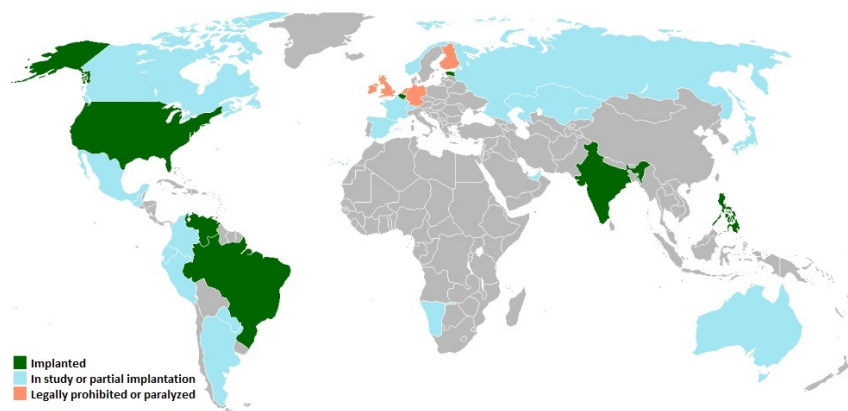 Implanted
In study or partial implantation
Legally prohibited or paralyzed